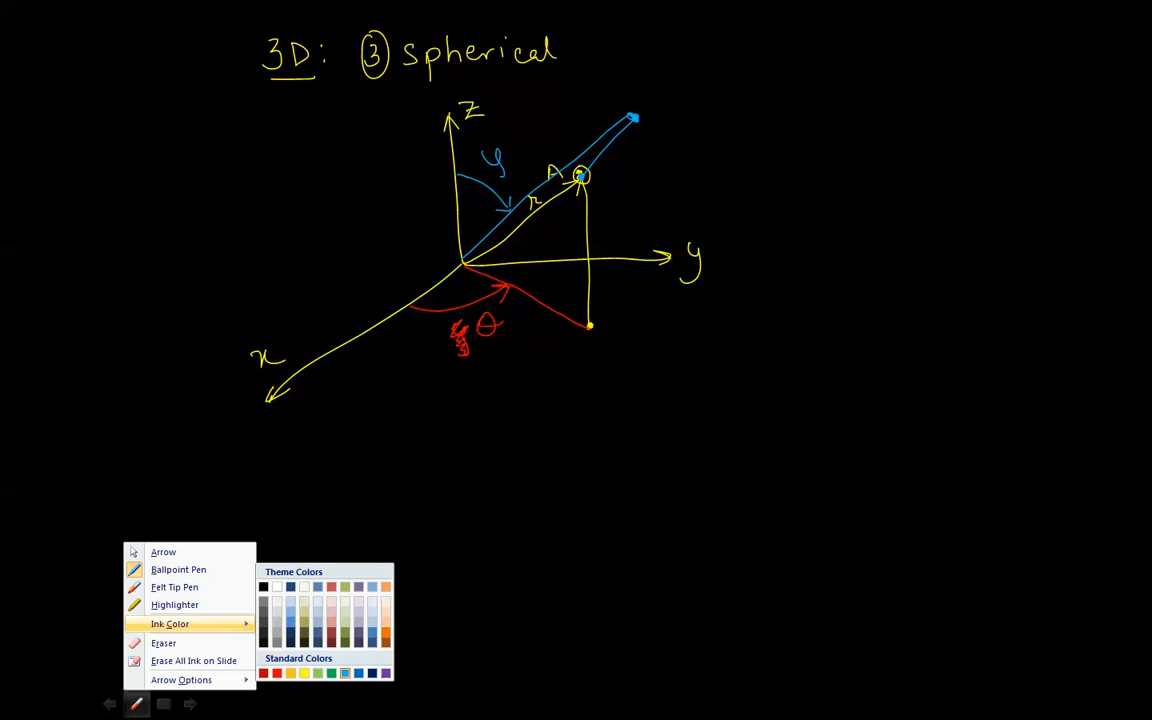 3D: ③ spherical
z
φ
A
r
y
θ
x
Arrow
Ballpoint Pen
Felt Tip Pen
Highlighter
Ink Color
Eraser
Erase All Ink on Slide
Arrow Options
Theme Colors
Standard Colors